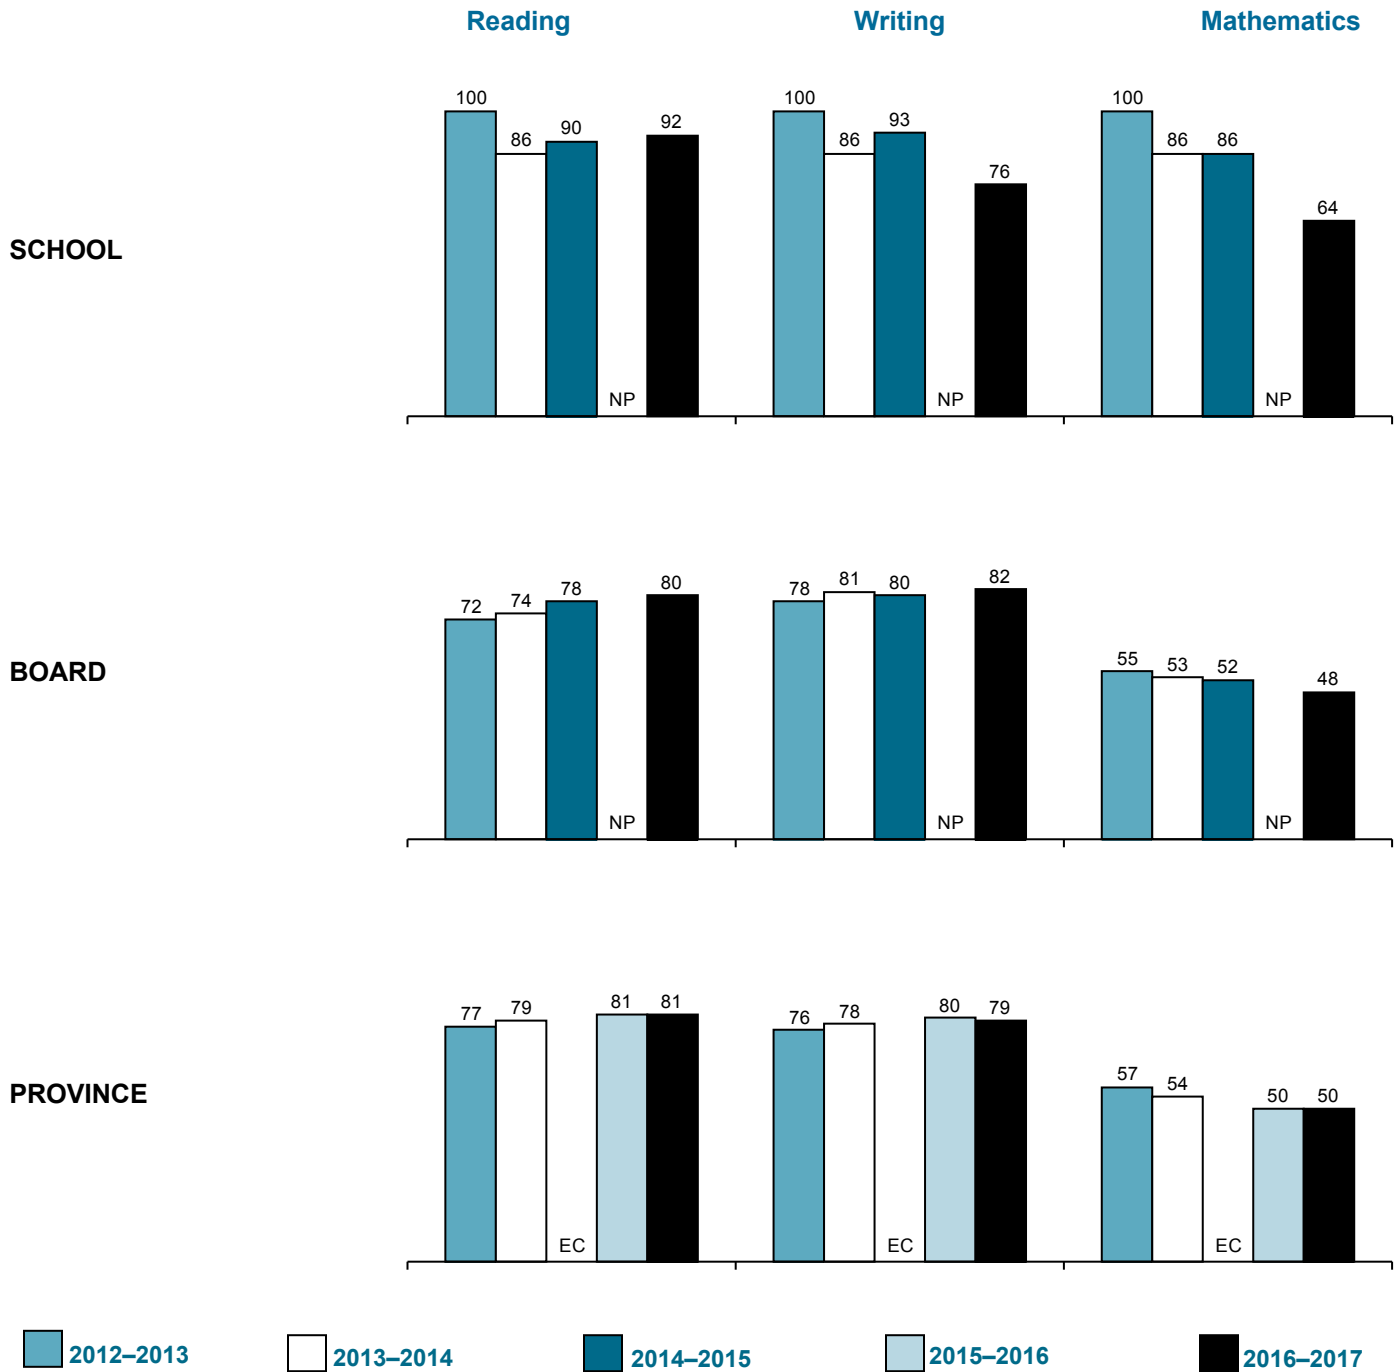 Reading Writing Mathematics
SCHOOL
100 86 90 NP 92
100 86 93 NP 76
100 86 86 NP 64
BOARD
72 74 78 NP 80
78 81 80 NP 82
55 53 52 NP 48
PROVINCE
77 79 EC 81 81
76 78 EC 80 79
57 54 EC 50 50
2012–2013 2013–2014 2014–2015 2015–2016 2016–2017